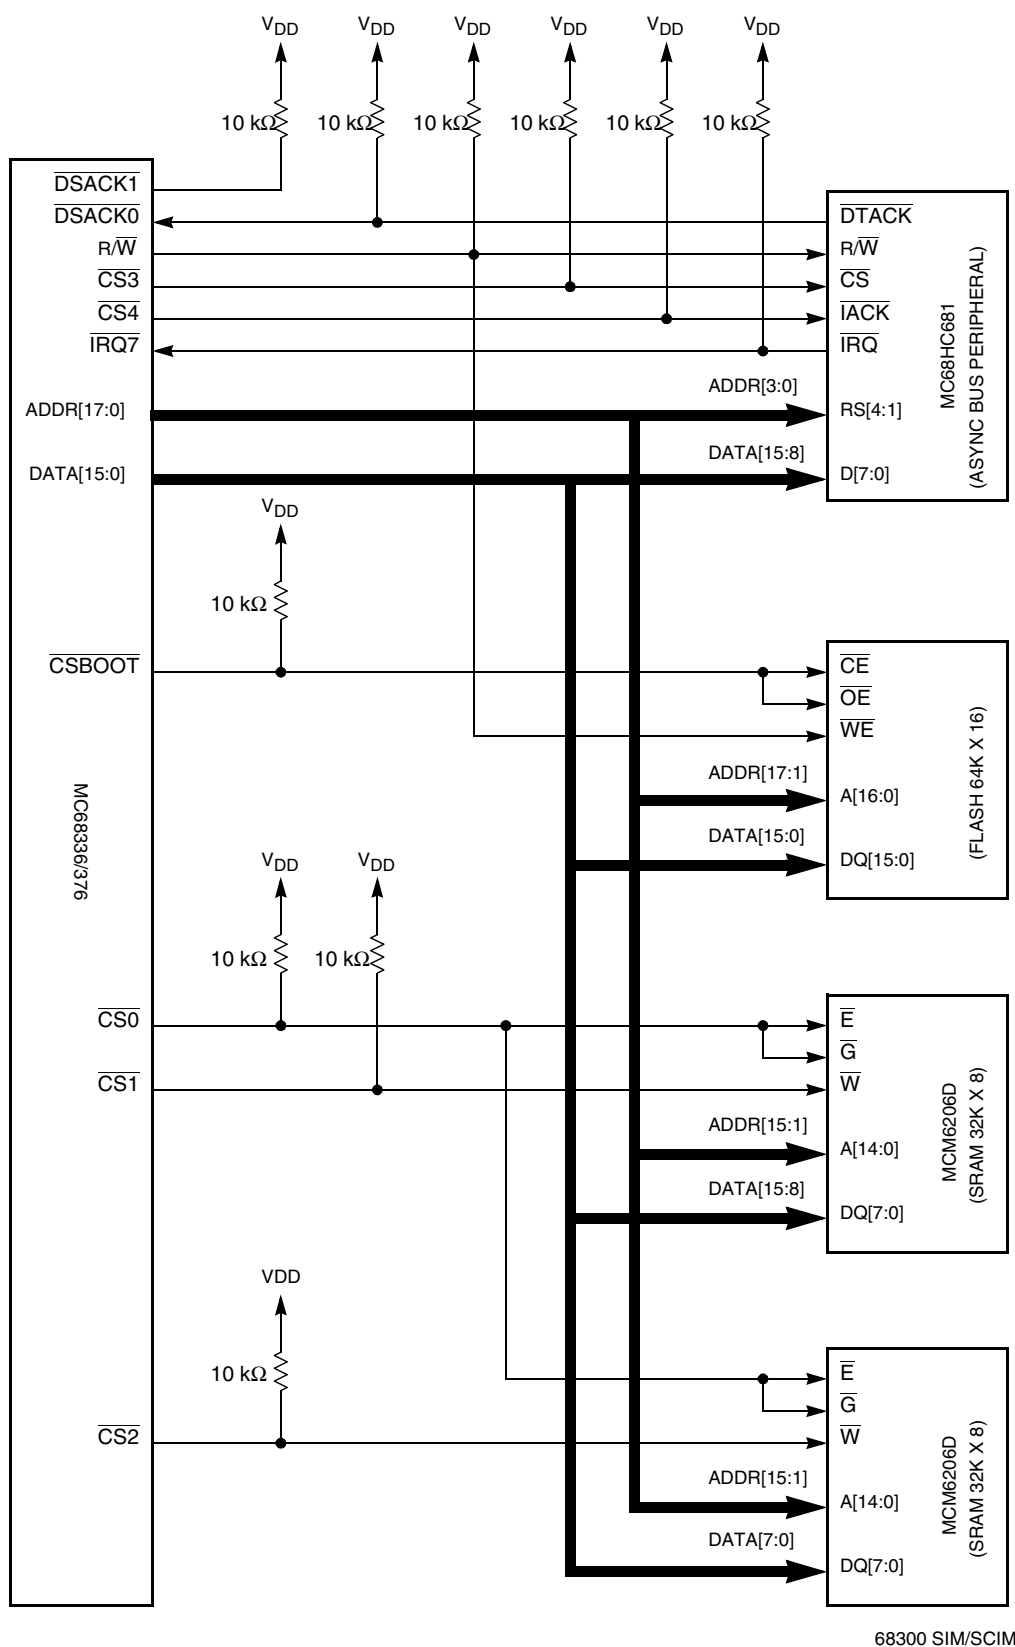 VDD VDD VDD VDD VDD VDD
10 kΩ 10 kΩ 10 kΩ 10 kΩ 10 kΩ 10 kΩ
DSACK1
DSACK0
R/W
CS3
CS4
IRQ7
ADDR[17:0]
DATA[15:0]
DTACK
R/W
CS
IACK
IRQ
ADDR[3:0]
RS[4:1]
DATA[15:8]
D[7:0]
MC68HC681
(ASYNC BUS PERIPHERAL)
VDD
10 kΩ
CSBOOT
CE
OE
WE
ADDR[17:1]
A[16:0]
DATA[15:0]
DQ[15:0]
(FLASH 64K X 16)
MC68336/376
VDD VDD
10 kΩ 10 kΩ
CS0
CS1
E
G
W
ADDR[15:1]
A[14:0]
DATA[15:8]
DQ[7:0]
MCM6206D
(SRAM 32K X 8)
VDD
10 kΩ
CS2
E
G
W
ADDR[15:1]
A[14:0]
DATA[7:0]
DQ[7:0]
MCM6206D
(SRAM 32K X 8)
68300 SIM/SCIM